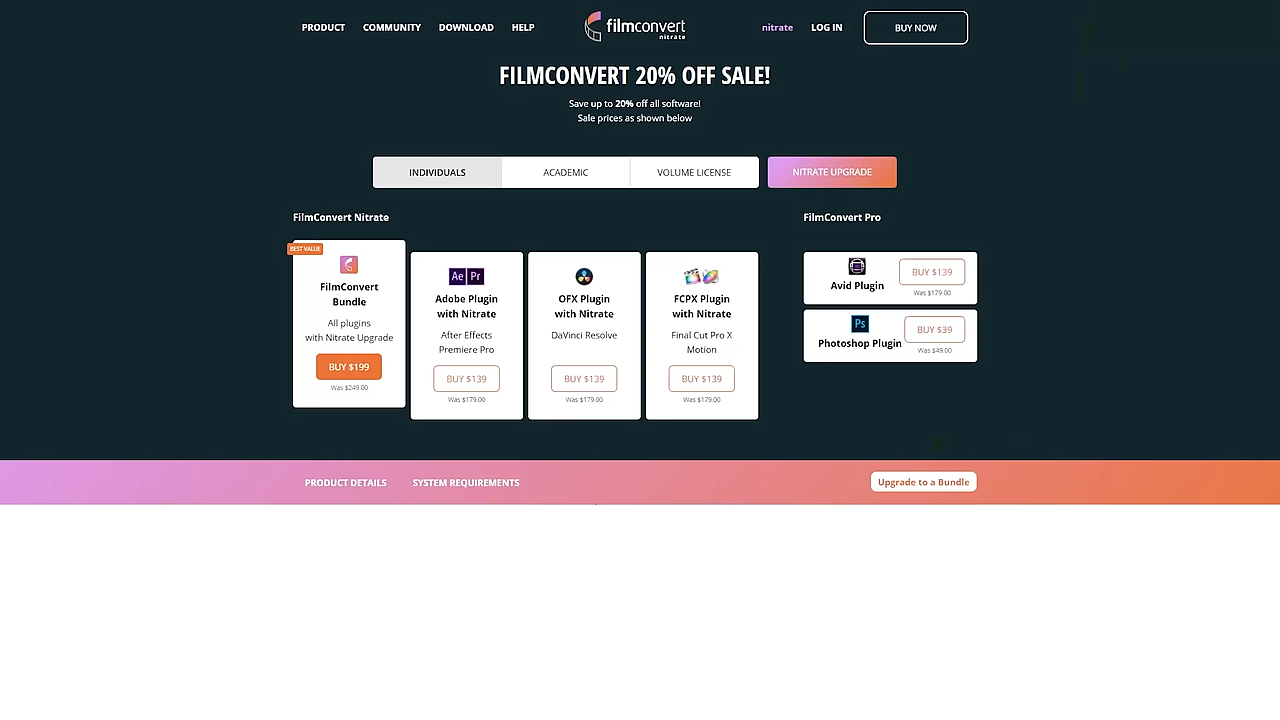 PRODUCT COMMUNITY DOWNLOAD HELP
filmconvert
nitrate
nitrate LOG IN BUY NOW
FILMCONVERT 20% OFF SALE!
Save up to 20% off all software!
Sale prices as shown below
INDIVIDUALS ACADEMIC VOLUME LICENSE NITRATE UPGRADE
FilmConvert Nitrate
BEST VALUE
FilmConvert
Bundle
All plugins
with Nitrate Upgrade
BUY $199
Was $249.00
Ae Pr
Adobe Plugin
with Nitrate
After Effects
Premiere Pro
BUY $139
Was $179.00
OFX Plugin
with Nitrate
DaVinci Resolve
BUY $139
Was $179.00
FCPX Plugin
with Nitrate
Final Cut Pro X
Motion
BUY $139
Was $179.00
FilmConvert Pro
Avid Plugin
BUY $139
Was $179.00
Ps
Photoshop Plugin
BUY $39
Was $49.00
PRODUCT DETAILS SYSTEM REQUIREMENTS Upgrade to a Bundle